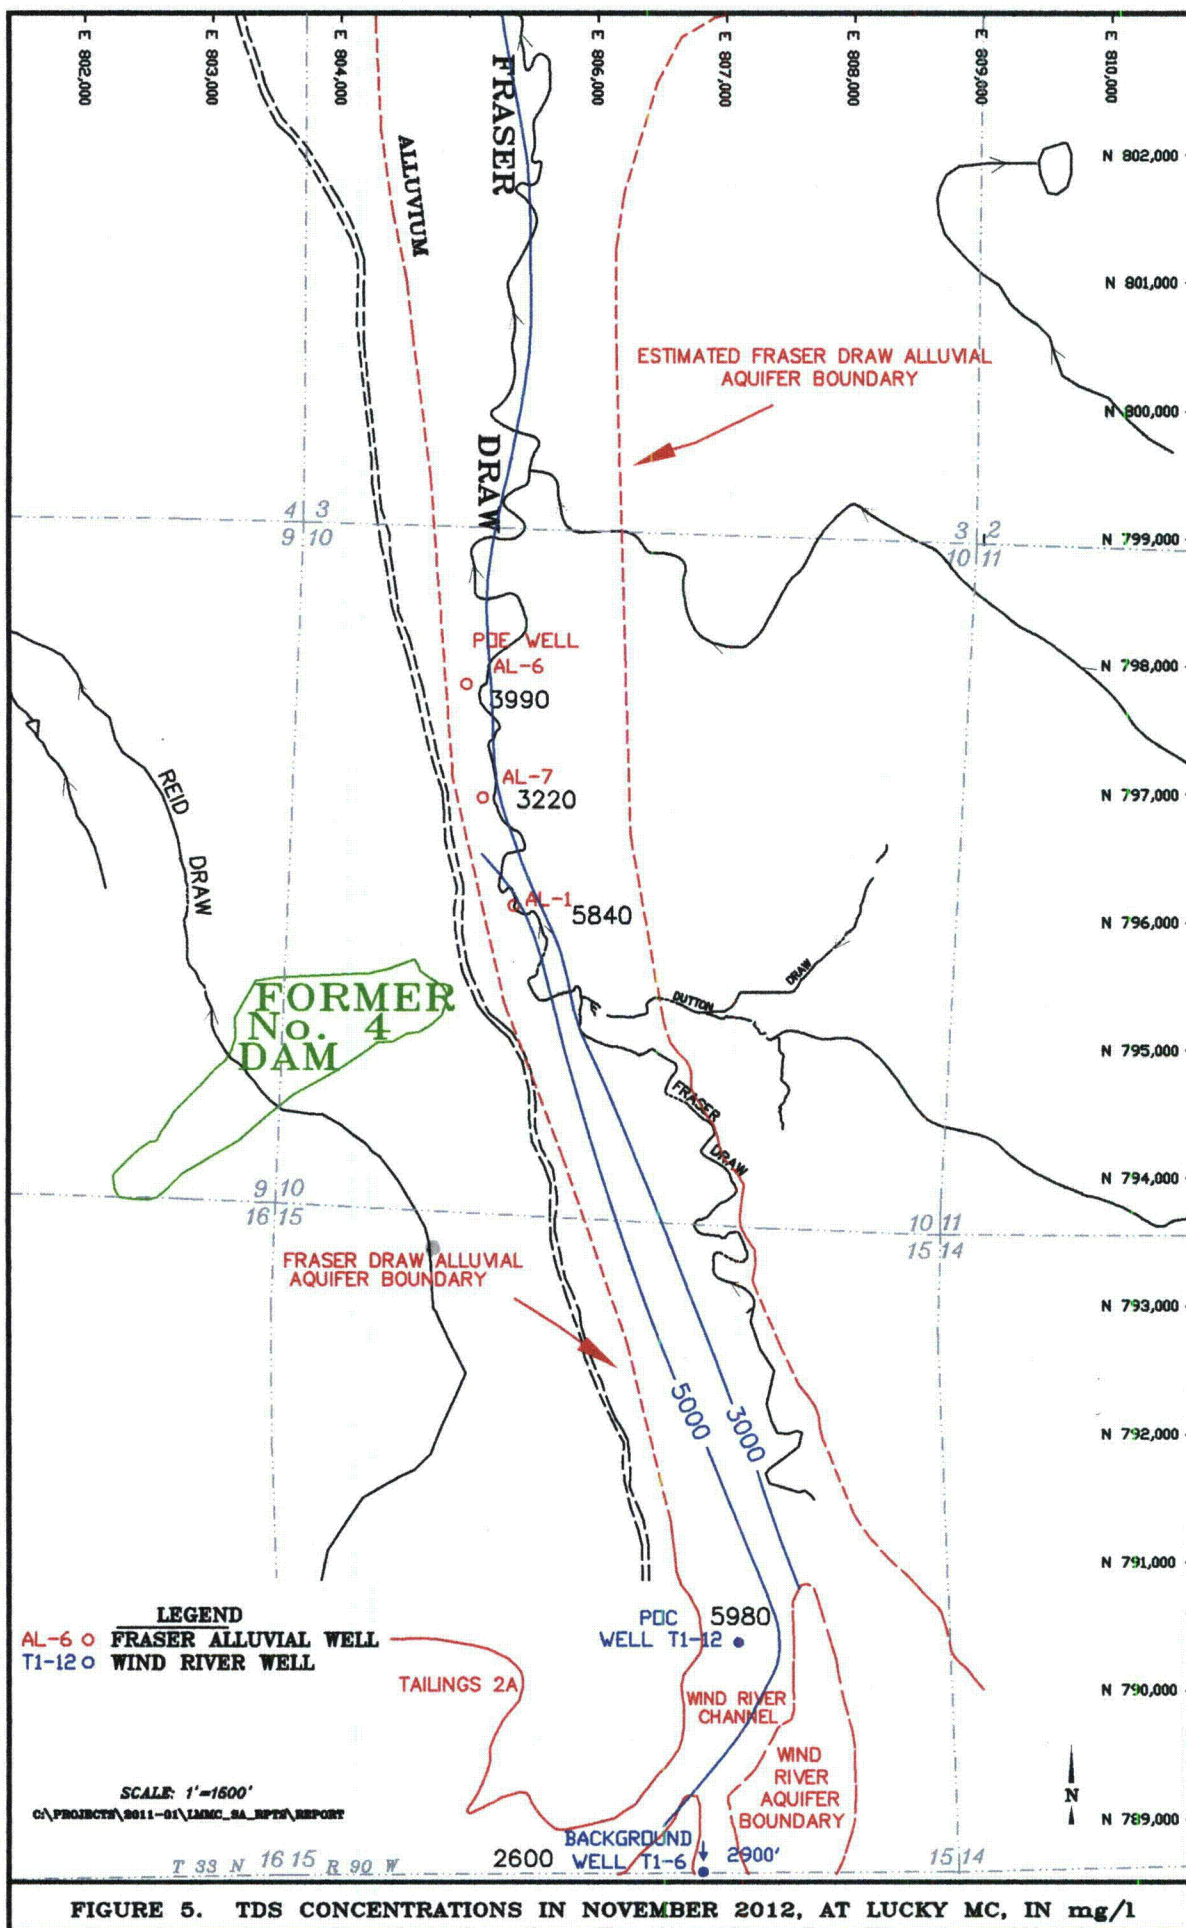 E 802,000
E 803,000
E 804,000
E 806,000
E 807,000
E 808,000
E 809,000
E 810,000
FRASER
DRAW
ALLUVIUM
N 802,000
N 801,000
N 800,000
N 799,000
N 798,000
N 797,000
N 796,000
N 795,000
N 794,000
N 793,000
N 792,000
N 791,000
N 790,000
N 789,000
ESTIMATED FRASER DRAW ALLUVIAL
AQUIFER BOUNDARY
4 3
9 10
3 2
10 11
POE WELL
AL-6
3990
AL-7
3220
AL-1
5840
REID
DRAW
FORMER
No. 4
DAM
DUTTON
DRAW
FRASER
DRAW
9 10
16 15
10 11
15 14
FRASER DRAW ALLUVIAL
AQUIFER BOUNDARY
5000
3000
POC 5980
WELL T1-12
LEGEND
AL-6 FRASER ALLUVIAL WELL
T1-12 WIND RIVER WELL
TAILINGS 2A
WIND RIVER
CHANNEL
WIND
RIVER
AQUIFER
BOUNDARY
N
SCALE: 1'=1600'
C:\PROJECTS\2011-01\LMMC_SA_RPTS\REPORT
BACKGROUND
WELL T1-6
2600
2900'
T 33 N 16 15 R 90 W
15 14
FIGURE 5. TDS CONCENTRATIONS IN NOVEMBER 2012, AT LUCKY MC, IN mg/l